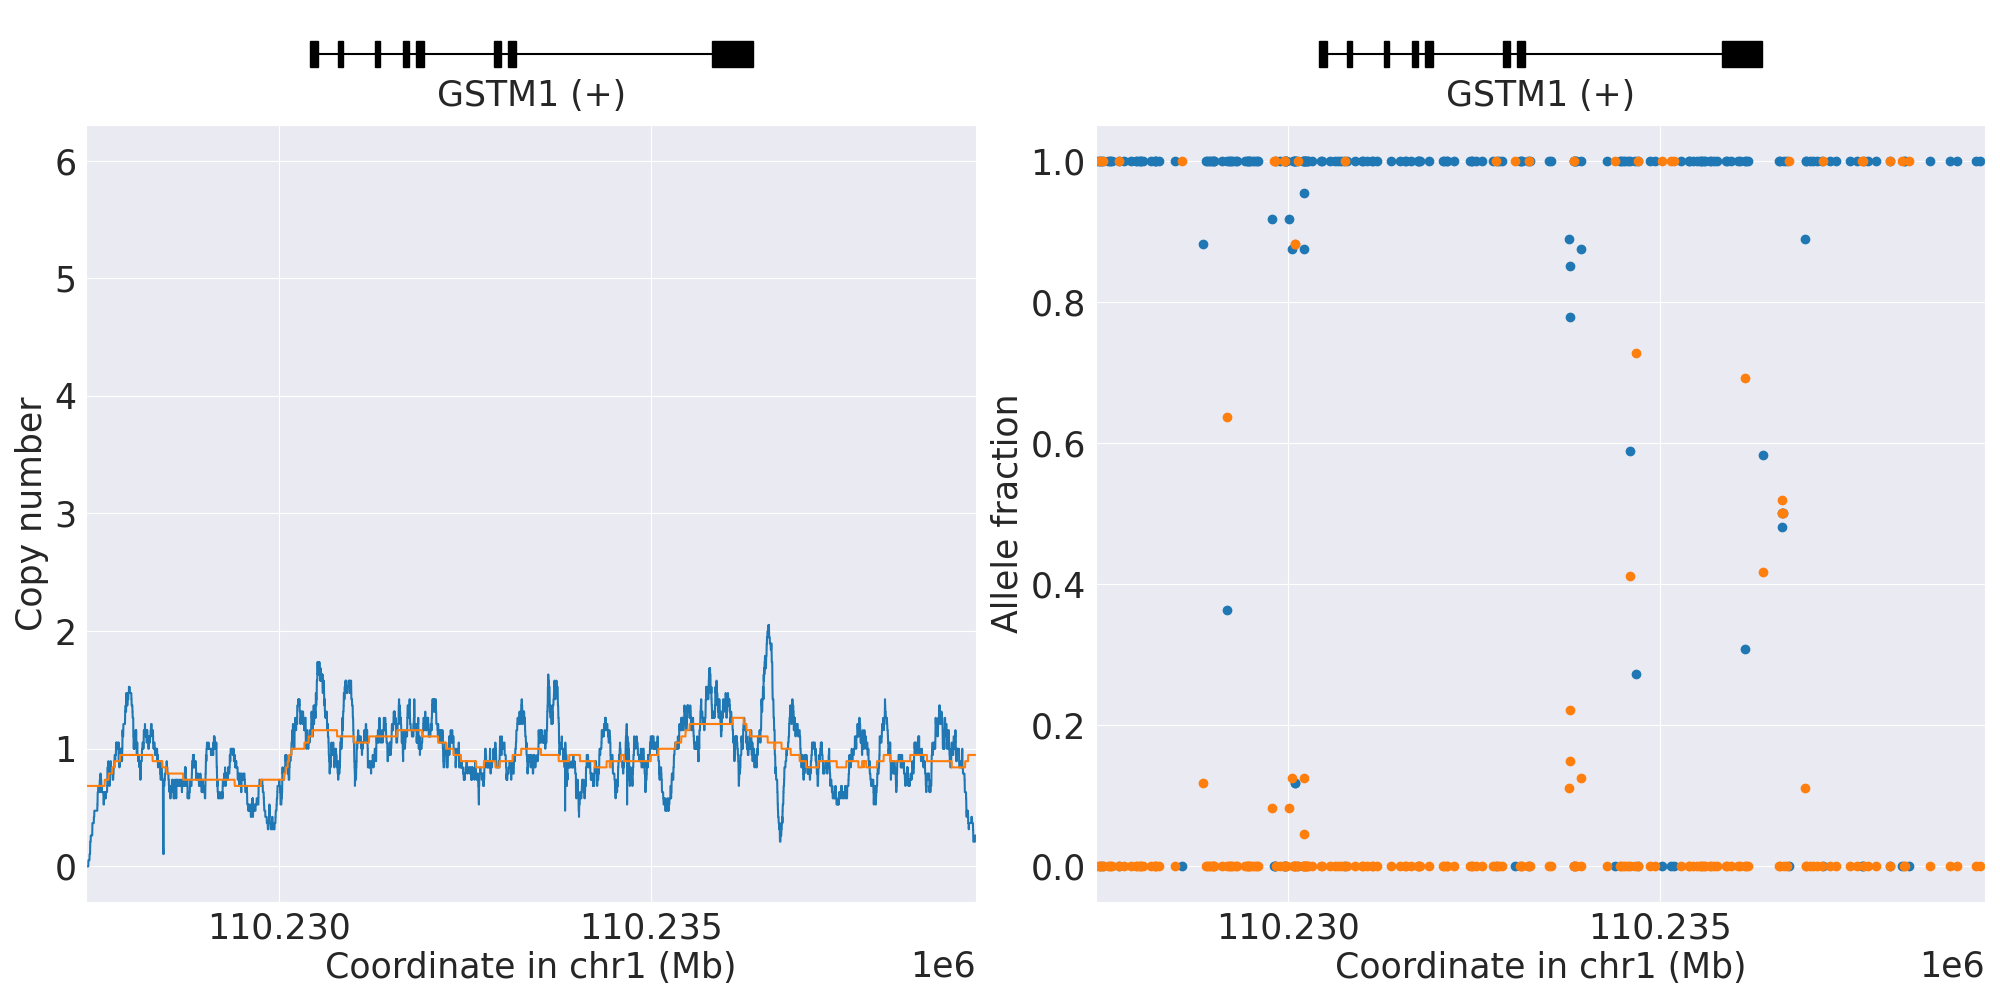 GSTM1 (+)
6
5
4
3
2
1
0
Copy number
110.230
110.235
Coordinate in chr1 (Mb)
1e6
GSTM1 (+)
1.0
0.8
0.6
0.4
0.2
0.0
Allele fraction
110.230
110.235
Coordinate in chr1 (Mb)
1e6